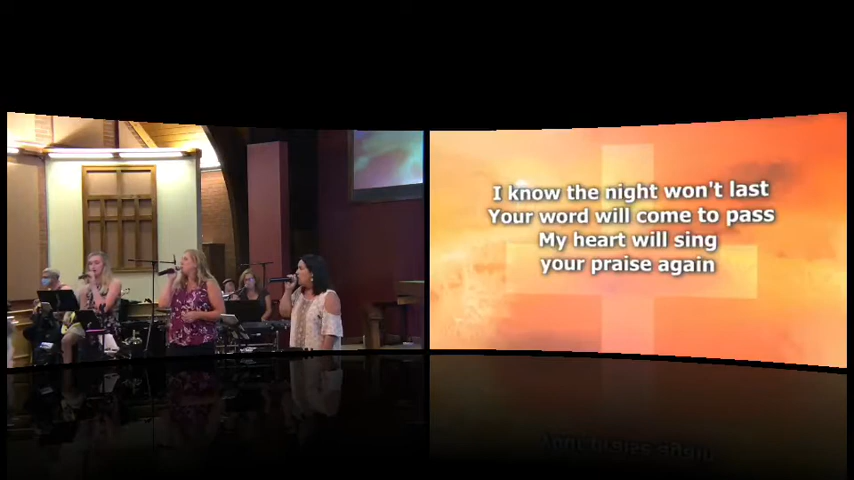 I know the night won't last
Your word will come to pass
My heart will sing
your praise again